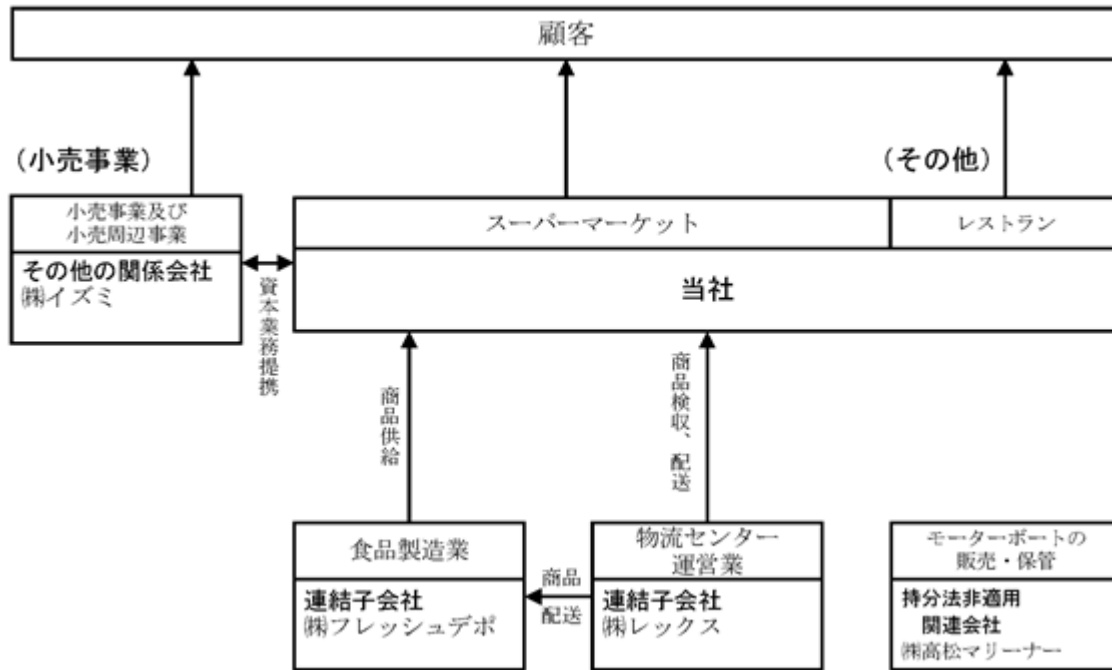 顧客
（小売事業）
（その他）
小売事業及び
小売周辺事業
その他の関係会社
㈱イズミ
資本業務提携
スーパーマーケット
レストラン
当社
商品供給
商品検収、配送
食品製造業
連結子会社
㈱フレッシュデポ
商品
配送
物流センター
運営業
連結子会社
㈱レックス
モーターボートの
販売・保管
持分法非適用
関連会社
㈱高松マリーナー